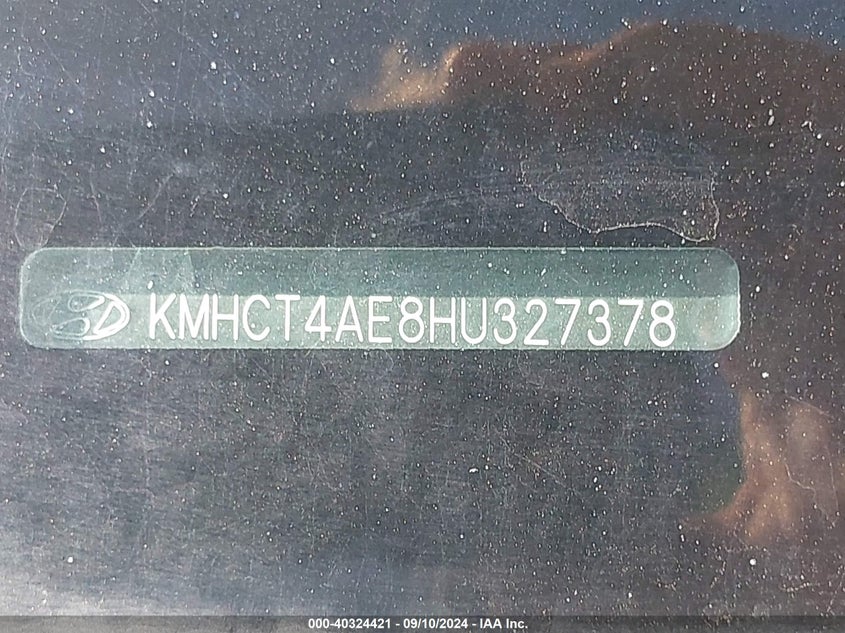 KMHCT4AE8HU327378
000-40324421 - 09/10/2024 - IAA Inc.